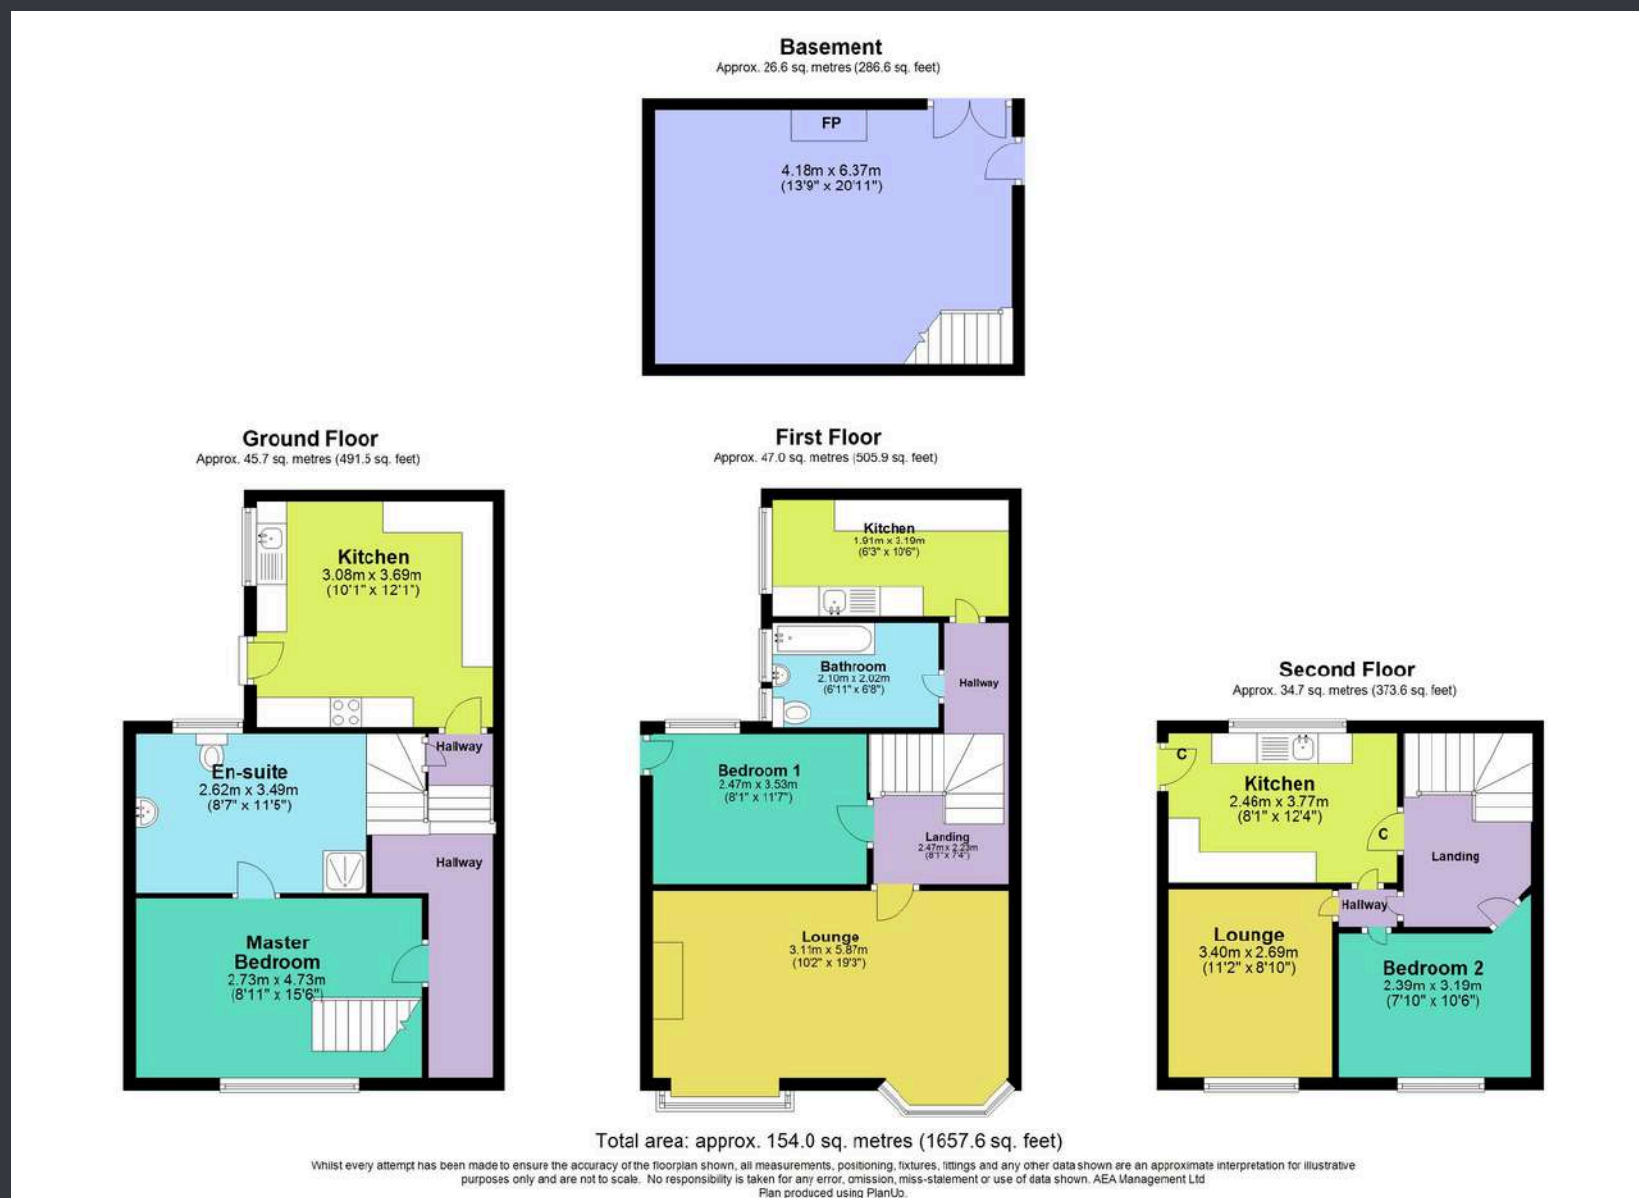 Basement
Approx. 26.6 sq. metres (286.6 sq. feet)
FP
4.18m x 6.37m
(13'9" x 20'11")
Ground Floor
Approx. 45.7 sq. metres (491.5 sq. feet)
Kitchen
3.08m x 3.69m
(10'1" x 12'1")
Hallway
En-suite
2.62m x 3.49m
(8'7" x 11'5")
Hallway
Master
Bedroom
2.73m x 4.73m
(8'11" x 15'6")
First Floor
Approx. 47.0 sq. metres (505.9 sq. feet)
Kitchen
1.91m x 3.19m
(6'3" x 10'6")
Bathroom
2.10m x 2.02m
(6'11" x 6'8")
Hallway
Bedroom 1
2.47m x 3.53m
(8'1" x 11'7")
Landing
2.47m x 2.23m
(8'1" x 7'4")
Lounge
3.11m x 5.87m
(10'2" x 19'3")
Second Floor
Approx. 34.7 sq. metres (373.6 sq. feet)
C
Kitchen
2.46m x 3.77m
(8'1" x 12'4")
C
Landing
Hallway
Lounge
3.40m x 2.69m
(11'2" x 8'10")
Bedroom 2
2.39m x 3.19m
(7'10" x 10'6")
Total area: approx. 154.0 sq. metres (1657.6 sq. feet)
Whilst every attempt has been made to ensure the accuracy of the floorplan shown, all measurements, positioning, fixtures, fittings and any other data shown are an approximate interpretation for illustrative
purposes only and are not to scale. No responsibility is taken for any error, omission, miss-statement or use of data shown. AEA Management Ltd
Plan produced using PlanUp.